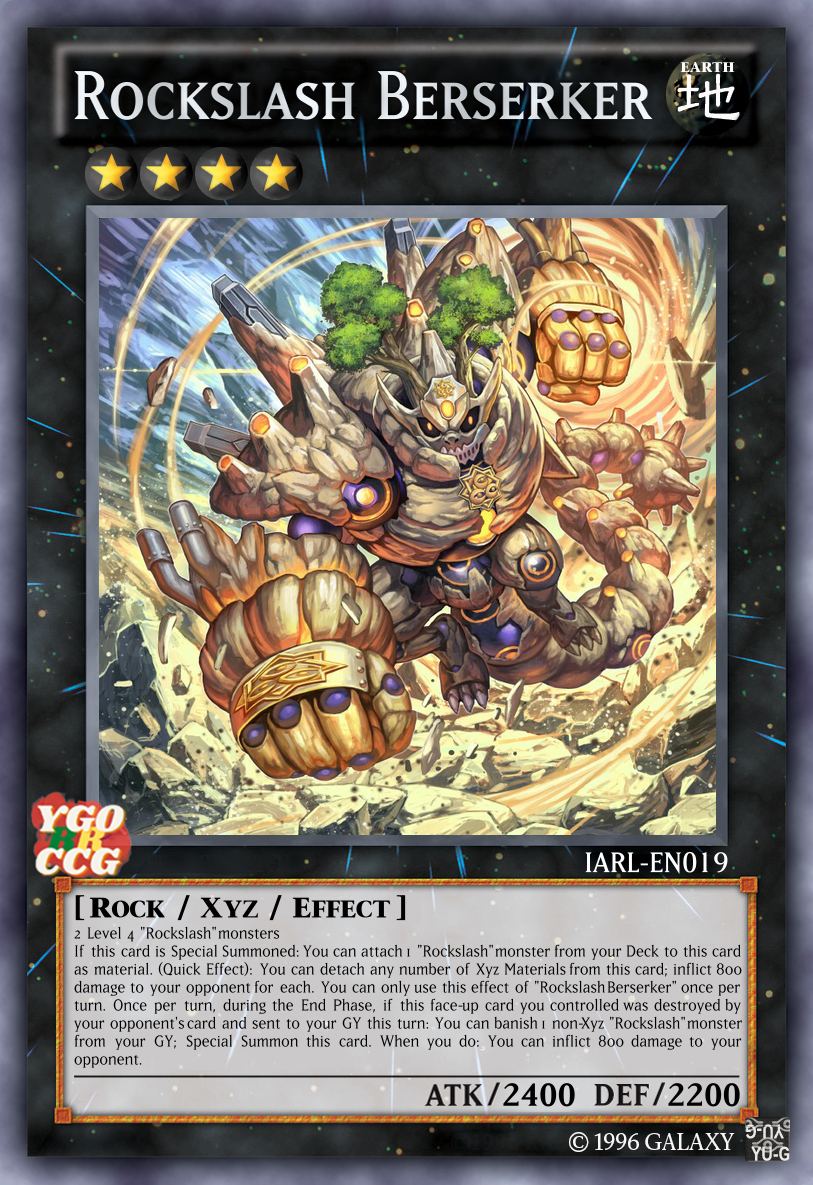 Rockslash Berserker
EARTH
地
[ Rock / Xyz / Effect ]
IARL-EN019
YGO
BR
CCG
2 Level 4 "Rockslash" monsters
If this card is Special Summoned: You can attach 1 "Rockslash" monster from your Deck to this card
as material. (Quick Effect): You can detach any number of Xyz Materials from this card; inflict 800
damage to your opponent for each. You can only use this effect of "Rockslash Berserker" once per
turn. Once per turn, during the End Phase, if this face-up card you controlled was destroyed by
your opponent's card and sent to your GY this turn: You can banish 1 non-Xyz "Rockslash" monster
from your GY; Special Summon this card. When you do: You can inflict 800 damage to your
opponent.
ATK/2400 DEF/2200
© 1996 GALAXY
YU-G
YU-G